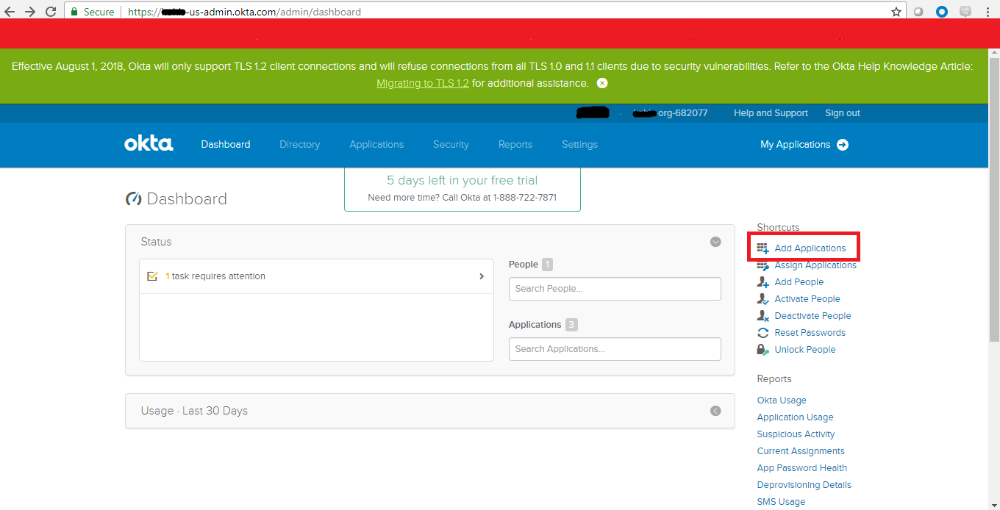 Secure
https://
-us-admin.okta.com/admin/dashboard
Effective August 1, 2018, Okta will only support TLS 1.2 client connections and will refuse connections from all TLS 1.0 and 1.1 clients due to security vulnerabilities. Refer to the Okta Help Knowledge Article:
Migrating to TLS 1.2 for additional assistance.
-org-682077
Help and Support
Sign out
okta
Dashboard
Directory
Applications
Security
Reports
Settings
My Applications
5 days left in your free trial
Need more time? Call Okta at 1-888-722-7871
Dashboard
Status
1 task requires attention
People 1
Search People...
Applications 3
Search Applications...
Usage · Last 30 Days
Shortcuts
Add Applications
Assign Applications
Add People
Activate People
Deactivate People
Reset Passwords
Unlock People
Reports
Okta Usage
Application Usage
Suspicious Activity
Current Assignments
App Password Health
Deprovisioning Details
SMS Usage